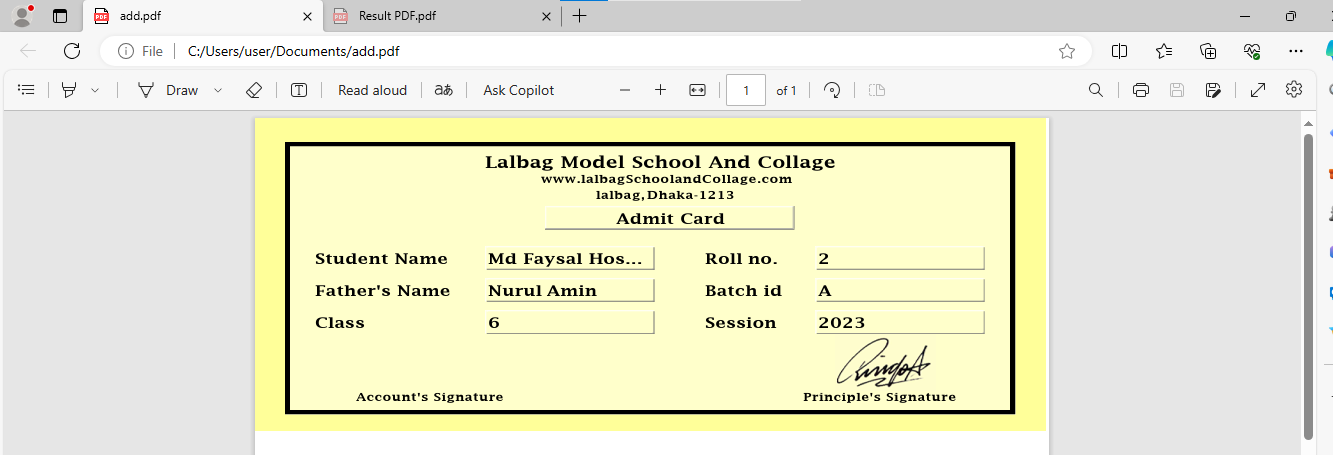 add.pdf
Result PDF.pdf
File
C:/Users/user/Documents/add.pdf
Draw
Read aloud
aあ
Ask Copilot
1
of 1
Lalbag Model School And Collage
www.lalbagSchoolandCollage.com
lalbag,Dhaka-1213
Admit Card
Student Name Md Faysal Hos... Roll no. 2
Father's Name Nurul Amin Batch id A
Class 6 Session 2023
Account's Signature Principle's Signature